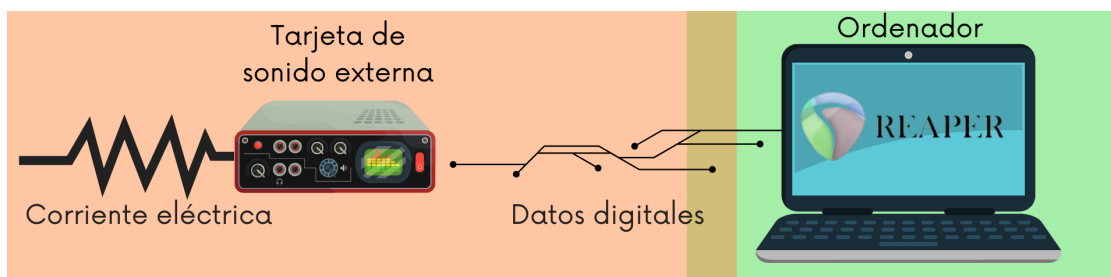 Tarjeta de
sonido externa
Ordenador
REAPER
Corriente eléctrica
Datos digitales